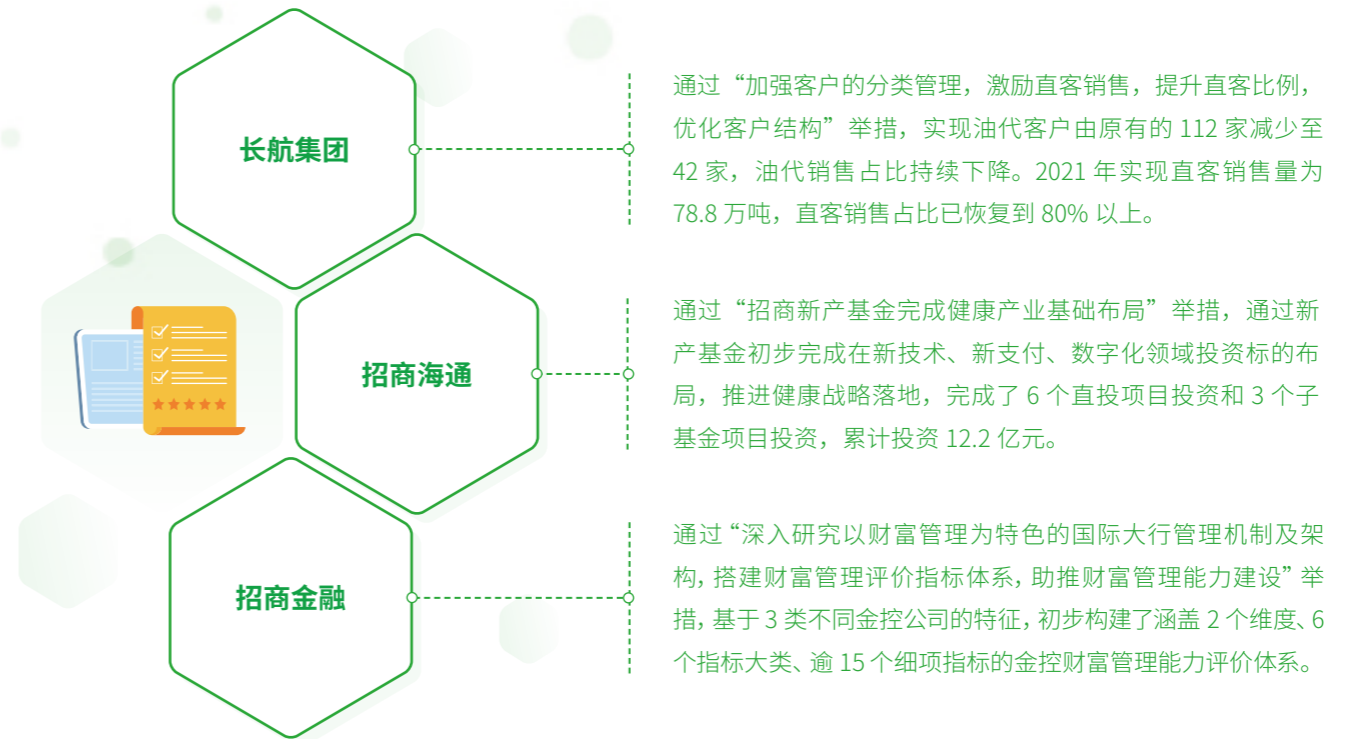 长航集团
通过“加强客户的分类管理，激励直客销售，提升直客比例，
优化客户结构”举措，实现油代客户由原有的 112 家减少至
42 家，油代销售占比持续下降。2021 年实现直客销售量为
78.8 万吨，直客销售占比已恢复到 80% 以上。
招商海通
通过“招商新产基金完成健康产业基础布局”举措，通过新
产基金初步完成在新技术、新支付、数字化领域投资标的布
局，推进健康战略落地，完成了 6 个直投项目投资和 3 个子
基金项目投资，累计投资 12.2 亿元。
招商金融
通过“深入研究以财富管理为特色的国际大行管理机制及架
构，搭建财富管理评价指标体系，助推财富管理能力建设”举
措，基于 3 类不同金控公司的特征，初步构建了涵盖 2 个维度、6
个指标大类、逾 15 个细项指标的金控财富管理能力评价体系。